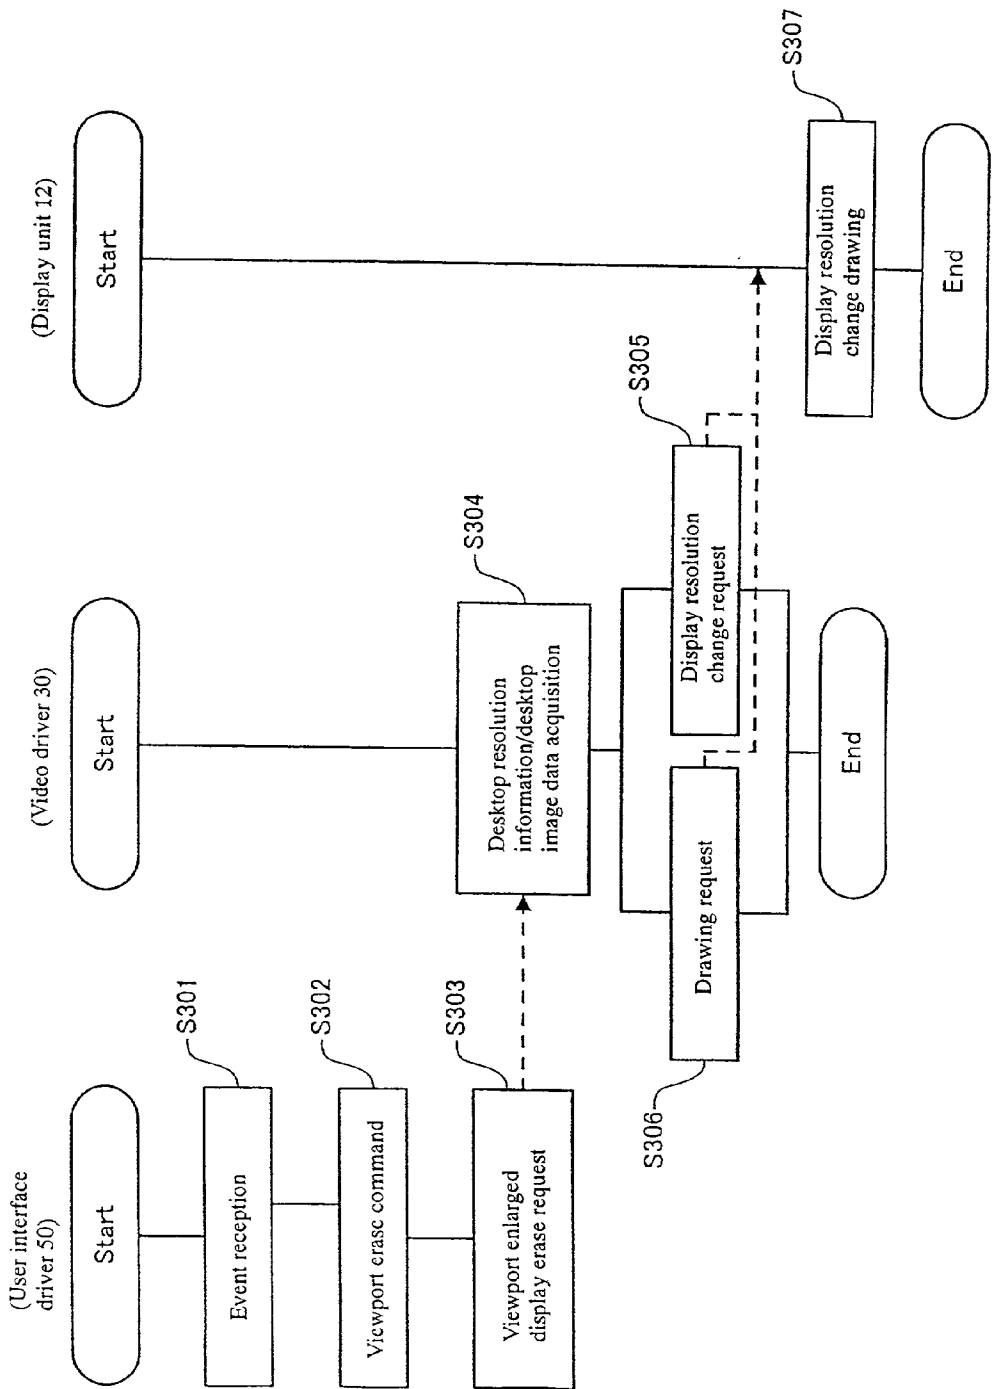 (User interface
driver 50)
Start
Event reception
S301
Viewport erase command
S302
Viewport enlarged
display erase request
S303
(Video driver 30)
Start
Desktop resolution
information/desktop
image data acquisition
S304
Display resolution
change request
S305
Drawing request
S306
End
(Display unit 12)
Start
Display resolution
change drawing
S307
End